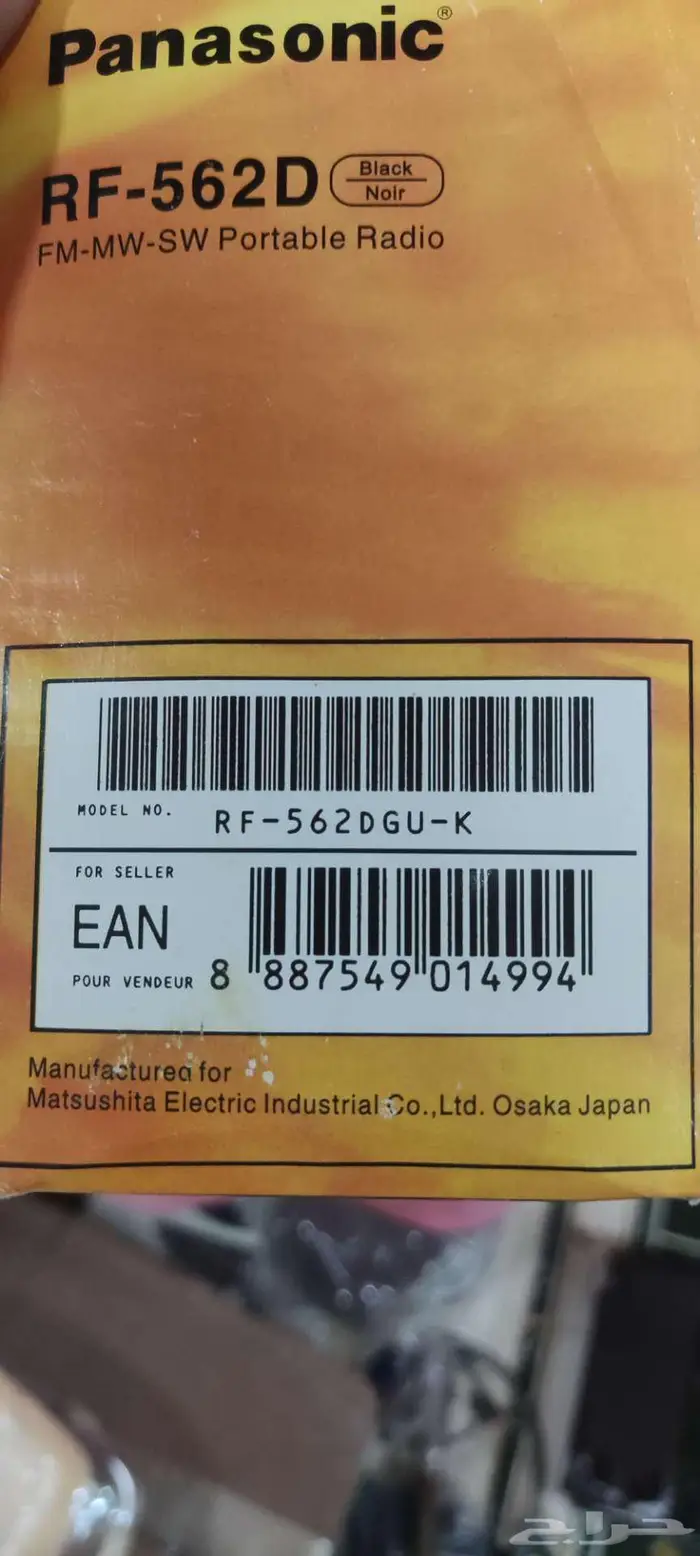 Panasonic®
RF-562D Black
Noir
FM-MW-SW Portable Radio
MODEL NO. RF-562DGU-K
FOR SELLER
EAN
POUR VENDEUR 8 887549 014994
Manufactured for
Matsushita Electric Industrial Co.,Ltd. Osaka Japan
حراج